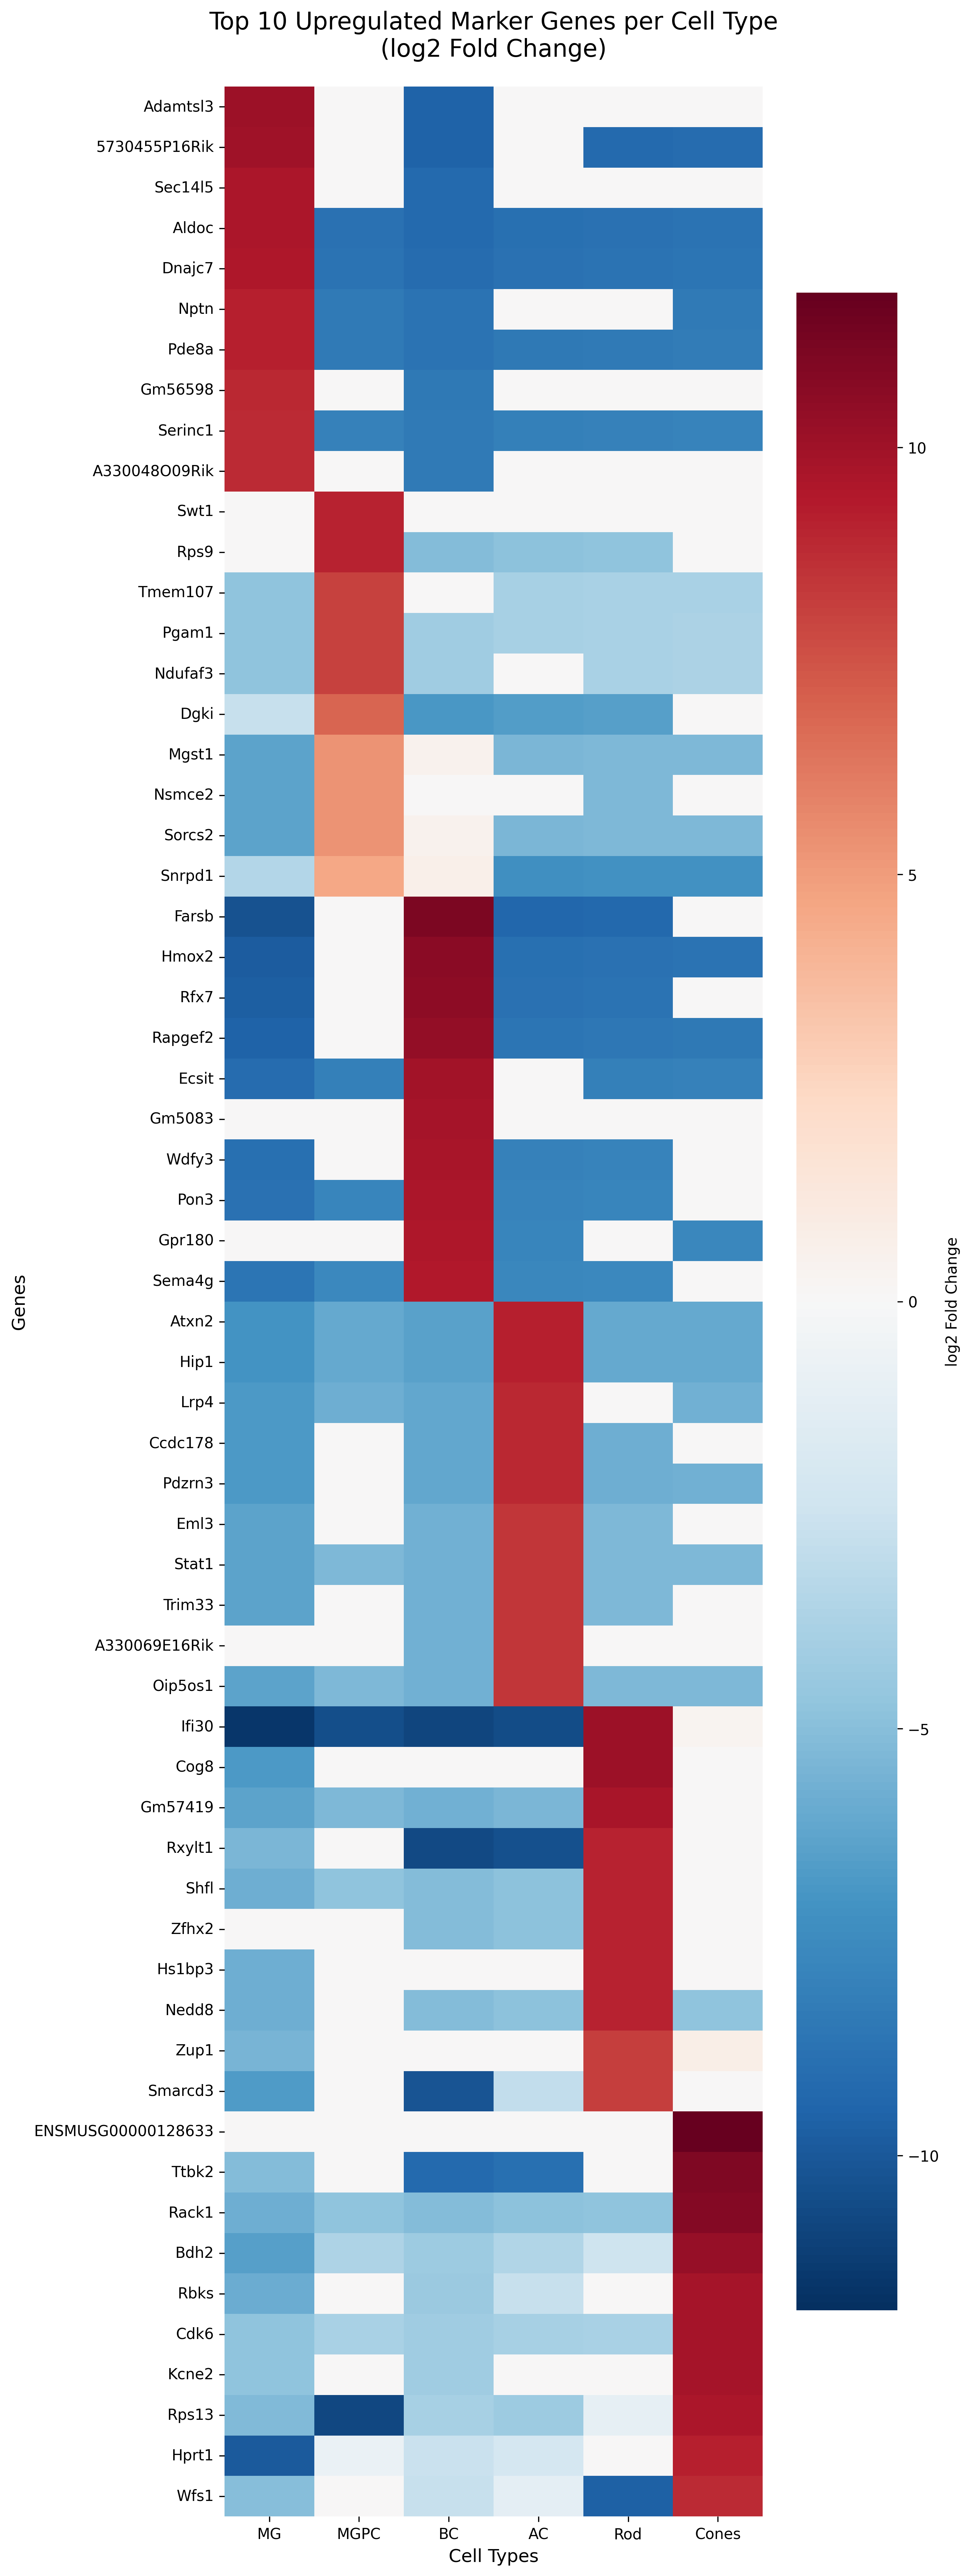 Top 10 Upregulated Marker Genes per Cell Type
(log2 Fold Change)
Adamtsl3
5730455P16Rik
Sec14l5
Aldoc
Dnajc7
Nptn
Pde8a
Gm56598
Serinc1
A330048O09Rik
Swt1
Rps9
Tmem107
Pgam1
Ndufaf3
Dgki
Mgst1
Nsmce2
Sorcs2
Snrpd1
Farsb
Hmox2
Rfx7
Rapgef2
Ecsit
Gm5083
Wdfy3
Pon3
Gpr180
Sema4g
Atxn2
Hip1
Lrp4
Ccdc178
Pdzrn3
Eml3
Stat1
Trim33
A330069E16Rik
Oip5os1
Ifi30
Cog8
Gm57419
Rxylt1
Shfl
Zfhx2
Hs1bp3
Nedd8
Zup1
Smarcd3
ENSMUSG00000128633
Ttbk2
Rack1
Bdh2
Rbks
Cdk6
Kcne2
Rps13
Hprt1
Wfs1
Genes
MG MGPC BC AC Rod Cones
Cell Types
10
5
0
−5
−10
log2 Fold Change